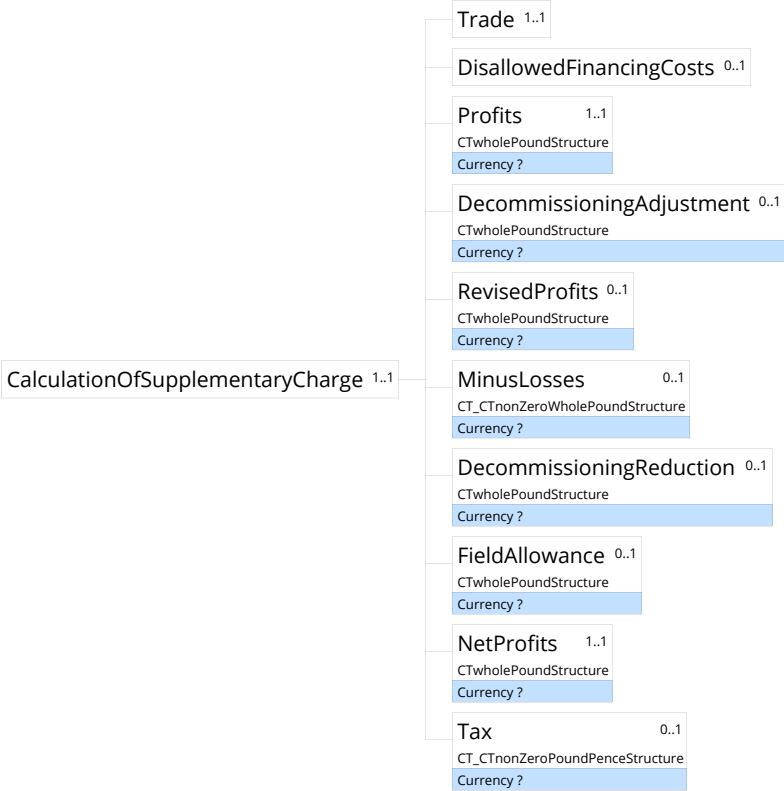 Trade 1..1
DisallowedFinancingCosts 0..1
Profits 1..1
CTwholePoundStructure
Currency ?
DecommissioningAdjustment 0..1
CTwholePoundStructure
Currency ?
RevisedProfits 0..1
CTwholePoundStructure
Currency ?
CalculationOfSupplementaryCharge 1..1
MinusLosses 0..1
CT_CTnonZeroWholePoundStructure
Currency ?
DecommissioningReduction 0..1
CTwholePoundStructure
Currency ?
FieldAllowance 0..1
CTwholePoundStructure
Currency ?
NetProfits 1..1
CTwholePoundStructure
Currency ?
Tax 0..1
CT_CTnonZeroPoundPenceStructure
Currency ?